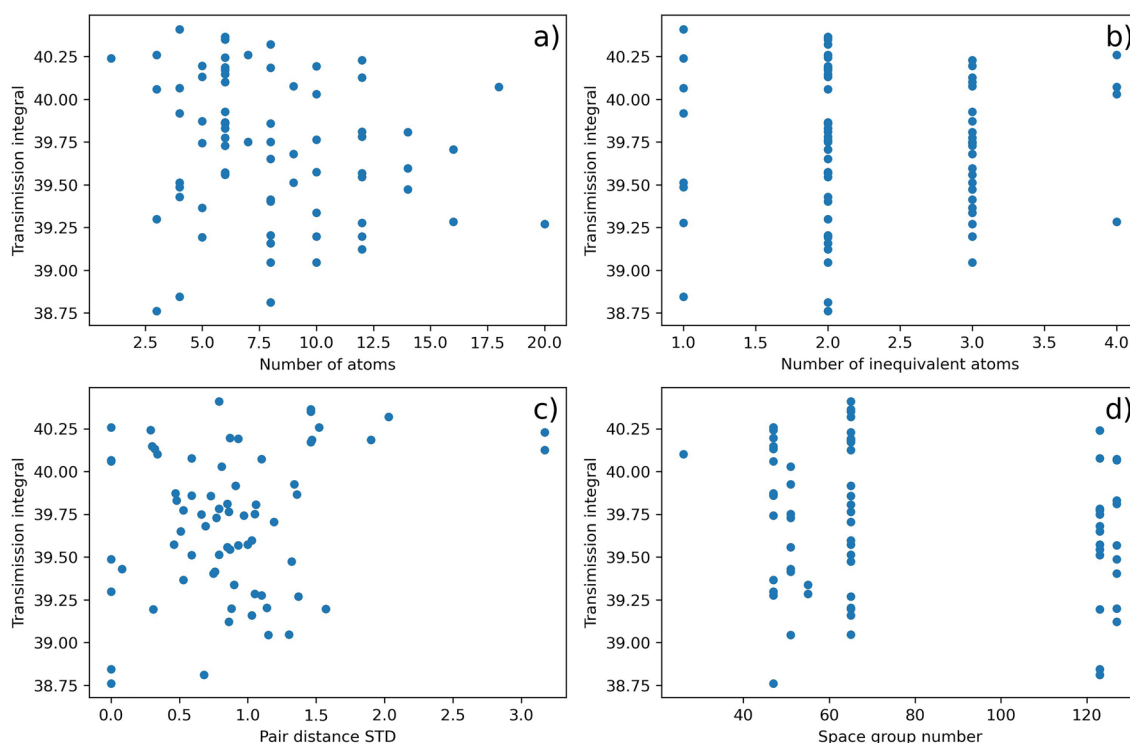 a)
Transimission integral
40.25
40.00
39.75
39.50
39.25
39.00
38.75
2.5 5.0 7.5 10.0 12.5 15.0 17.5 20.0
Number of atoms
b)
Transimission integral
40.25
40.00
39.75
39.50
39.25
39.00
38.75
1.0 1.5 2.0 2.5 3.0 3.5 4.0
Number of inequivalent atoms
c)
Transimission integral
40.25
40.00
39.75
39.50
39.25
39.00
38.75
0.0 0.5 1.0 1.5 2.0 2.5 3.0
Pair distance STD
d)
Transimission integral
40.25
40.00
39.75
39.50
39.25
39.00
38.75
40 60 80 100 120
Space group number